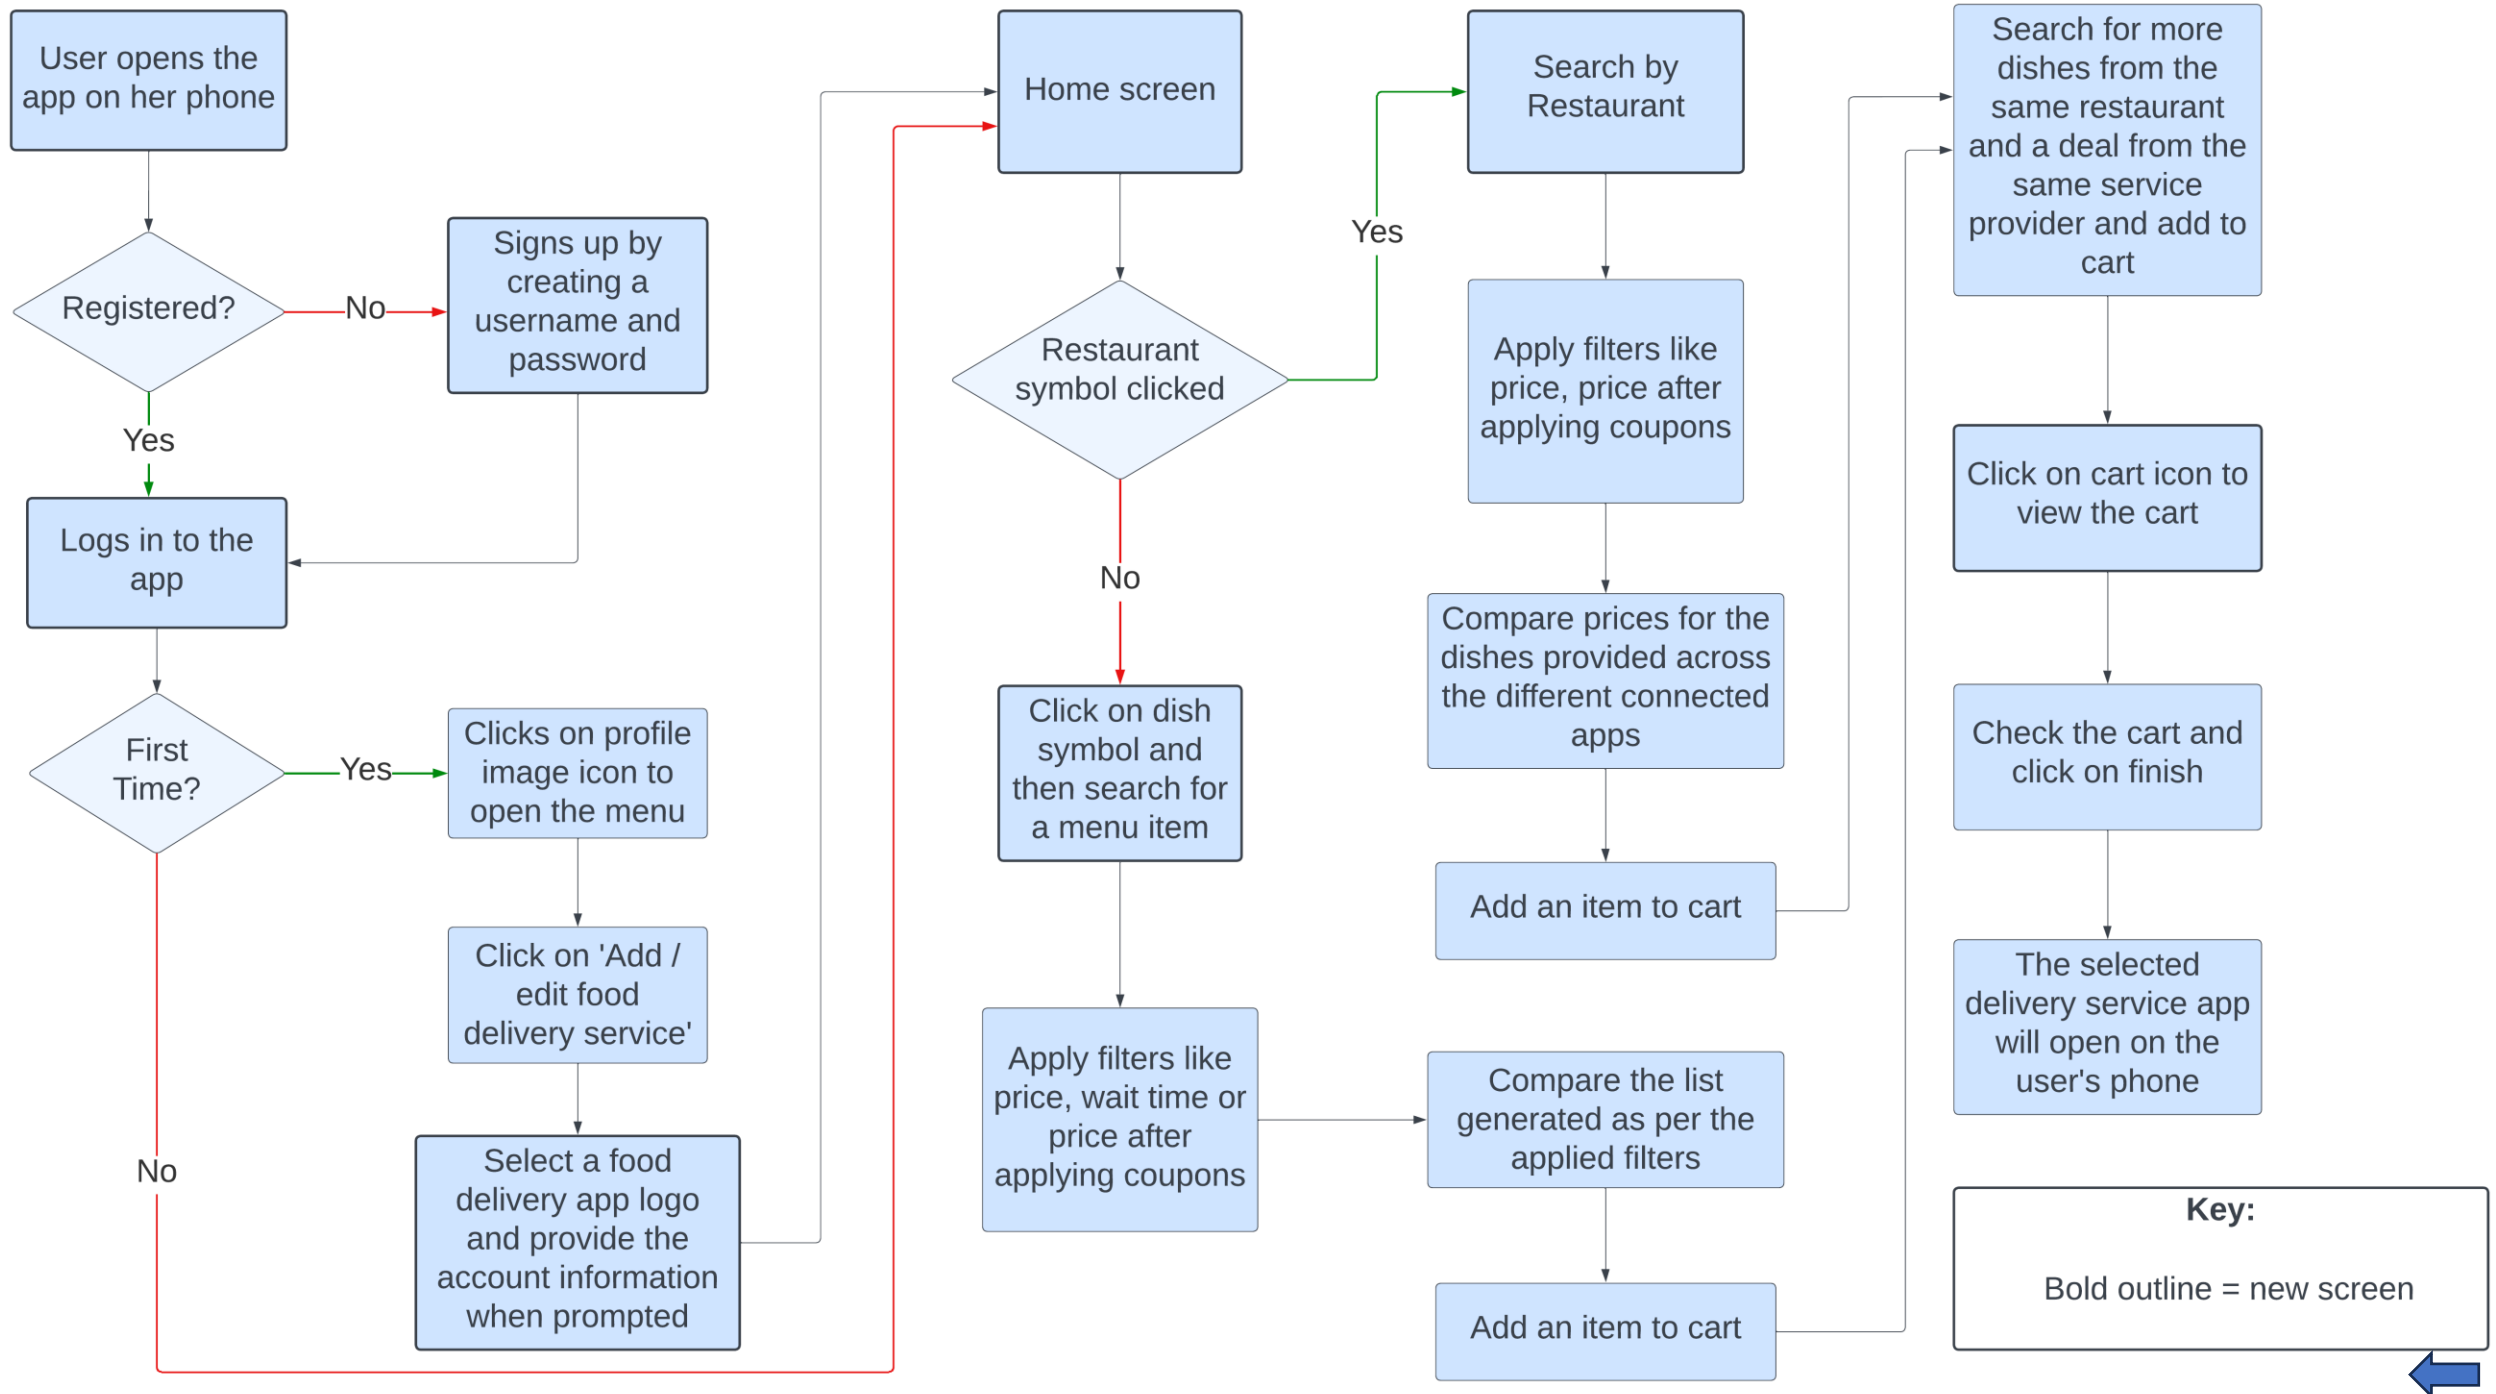 User opens the
app on her phone
Registered?
No
Signs up by
creating a
username and
password
Yes
Logs in to the
app
First
Time?
Yes
Clicks on profile
image icon to
open the menu
Click on 'Add /
edit food
delivery service'
Select a food
delivery app logo
and provide the
account information
when prompted
No
Home screen
Restaurant
symbol clicked
Yes
No
Click on dish
symbol and
then search for
a menu item
Apply filters like
price, wait time or
price after
applying coupons
Search by
Restaurant
Apply filters like
price, price after
applying coupons
Compare prices for the
dishes provided across
the different connected
apps
Add an item to cart
Compare the list
generated as per the
applied filters
Add an item to cart
Search for more
dishes from the
same restaurant
and a deal from the
same service
provider and add to
cart
Click on cart icon to
view the cart
Check the cart and
click on finish
The selected
delivery service app
will open on the
user's phone
Key:
Bold outline = new screen